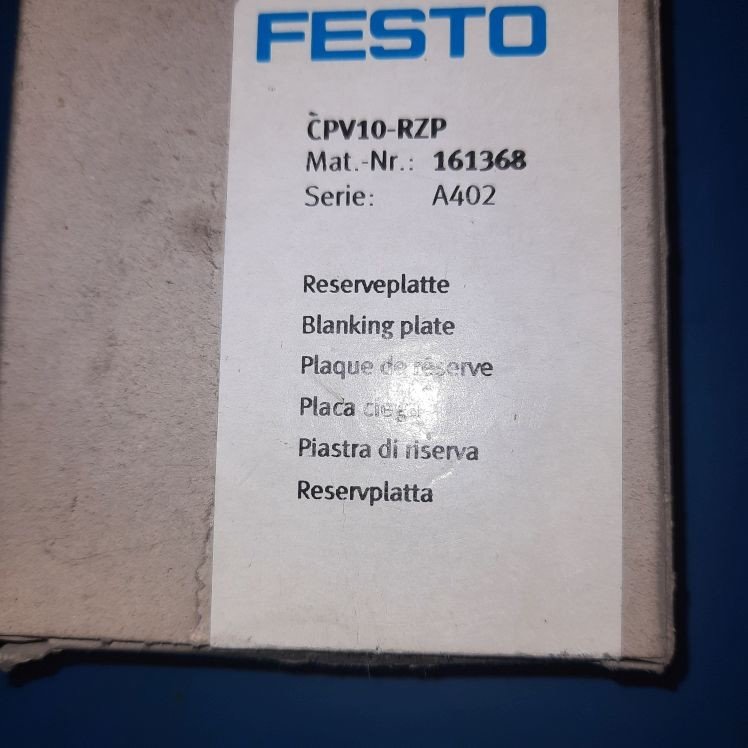 FESTO
CPV10-RZP
Mat.-Nr.: 161368
Serie: A402
Reserveplatte
Blanking plate
Plaque de réserve
Placa ciega
Piastra di riserva
Reservplatta